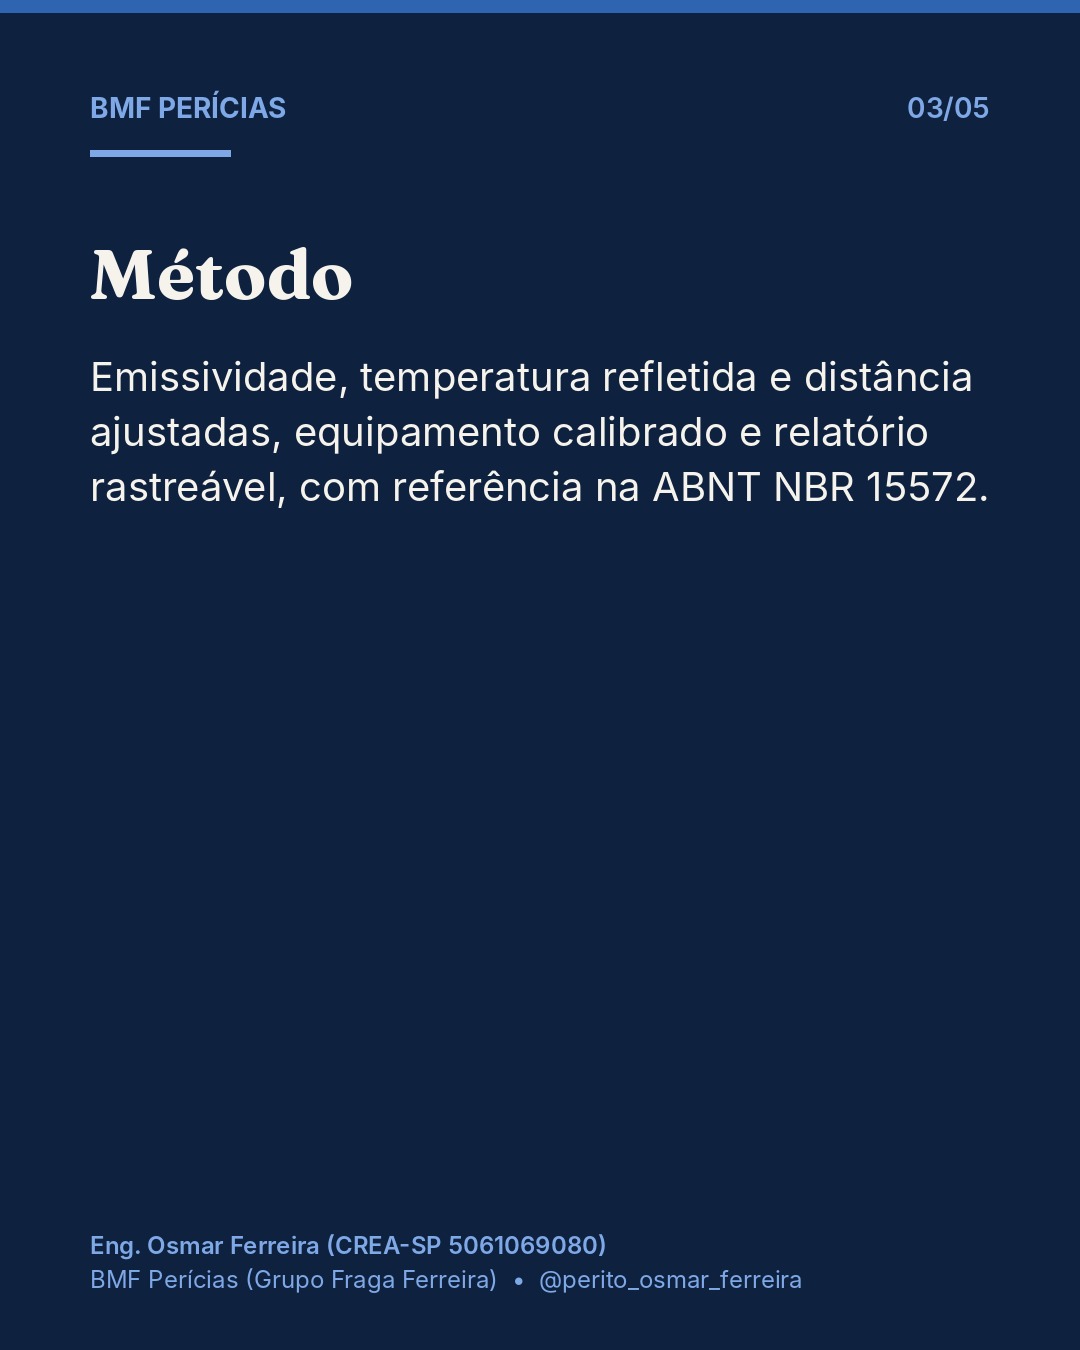 BMF PERÍCIAS
03/05
Método
Emissividade, temperatura refletida e distância
ajustadas, equipamento calibrado e relatório
rastreável, com referência na ABNT NBR 15572.
Eng. Osmar Ferreira (CREA-SP 5061069080)
BMF Perícias (Grupo Fraga Ferreira) • @perito_osmar_ferreira